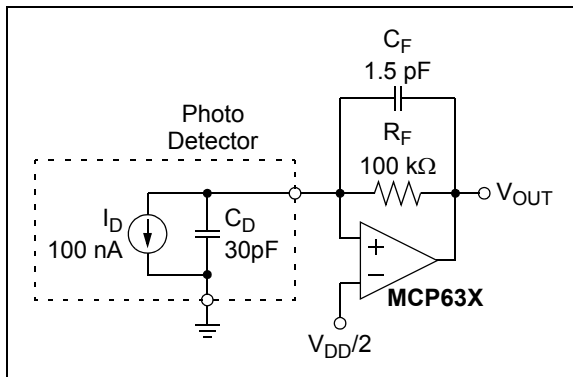 C_F
1.5 pF
Photo
Detector
R_F
100 kΩ
V_OUT
I_D
100 nA
C_D
30pF
+
−
MCP63X
V_DD/2